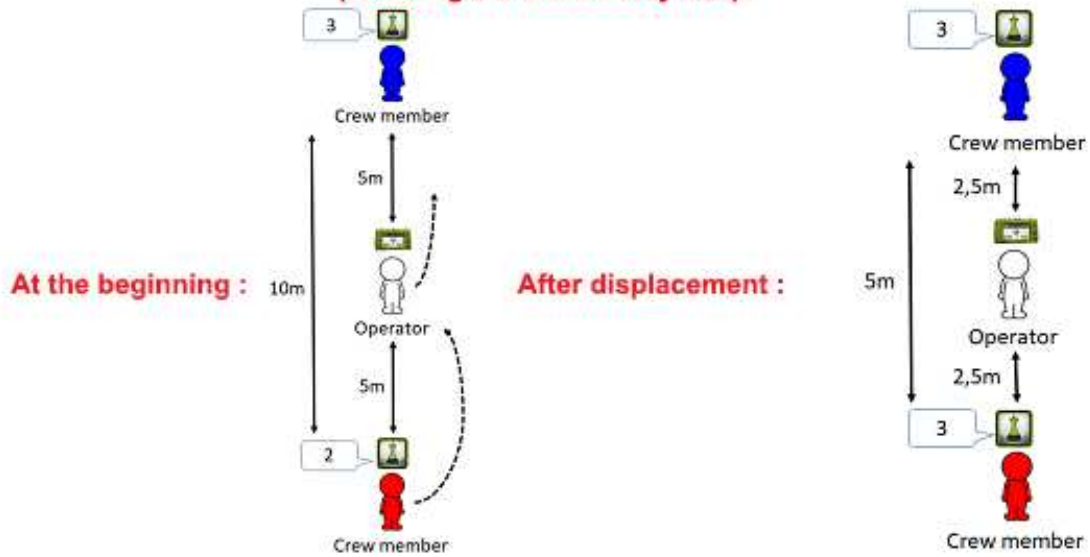 3
Crew member
5m
At the beginning :
10m
Operator
5m
2
Crew member
3
Crew member
2,5m
After displacement :
5m
Operator
2,5m
3
Crew member